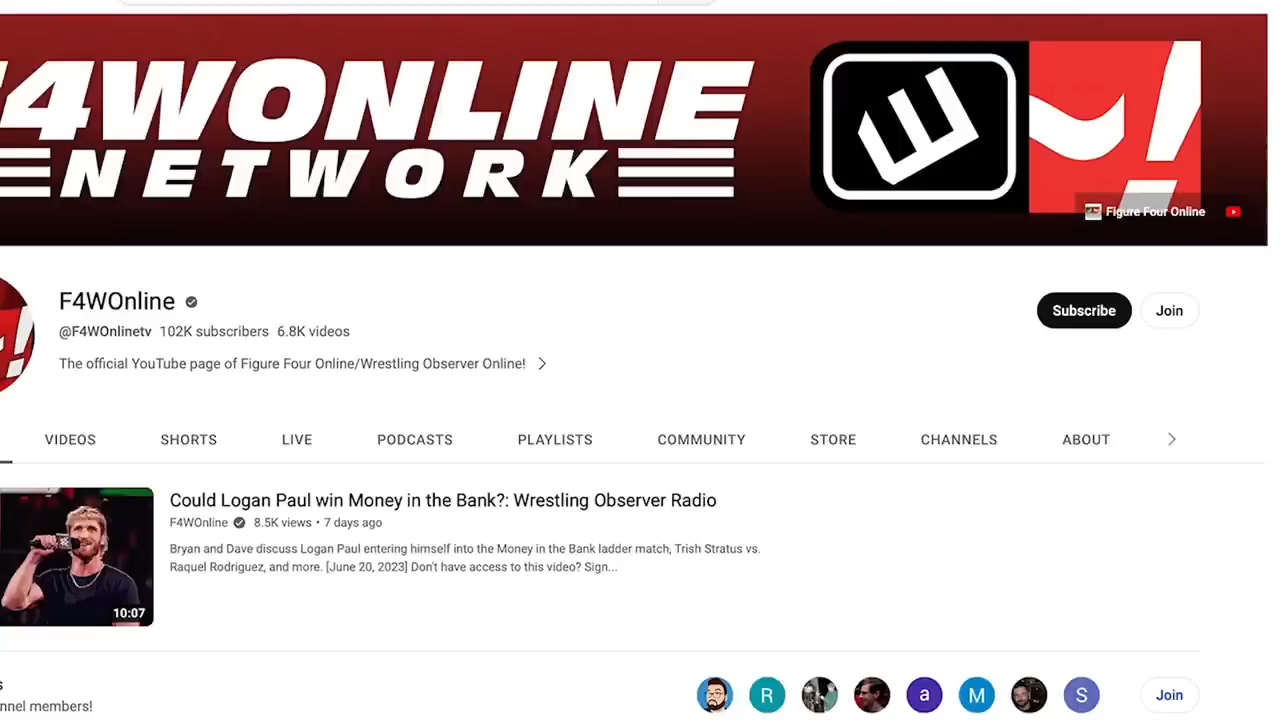 F4WONLINE
NETWORK
Figure Four Online
F4WOnline
@F4WOnlinetv 102K subscribers 6.8K videos
The official YouTube page of Figure Four Online/Wrestling Observer Online!
Subscribe
Join
VIDEOS SHORTS LIVE PODCASTS PLAYLISTS COMMUNITY STORE CHANNELS ABOUT
Could Logan Paul win Money in the Bank?: Wrestling Observer Radio
F4WOnline 8.5K views • 7 days ago
Bryan and Dave discuss Logan Paul entering himself into the Money in the Bank ladder match, Trish Stratus vs.
Raquel Rodriguez, and more. [June 20, 2023] Don't have access to this video? Sign...
10:07
s
nnel members!
R
a
M
S
Join